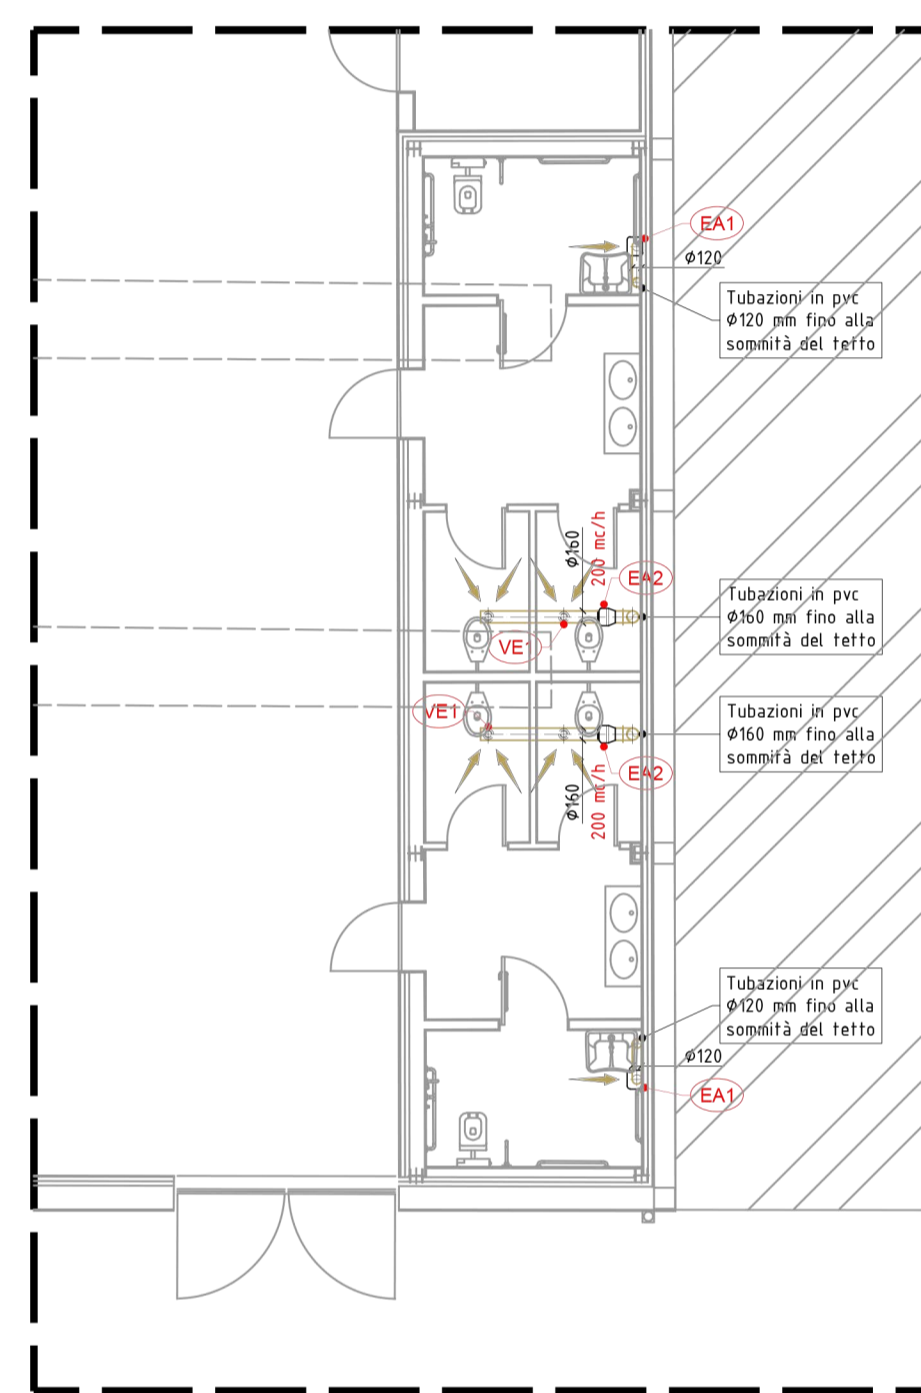 EA1
Ø120
Tubazioni in pvc
Ø120 mm fino alla
sommità del tetto
Ø160
200 mc/h
EA2
Tubazioni in pvc
Ø160 mm fino alla
sommità del tetto
VE1
VE1
Tubazioni in pvc
Ø160 mm fino alla
sommità del tetto
EA2
Ø160
200 mc/h
Tubazioni in pvc
Ø120 mm fino alla
sommità del tetto
Ø120
EA1